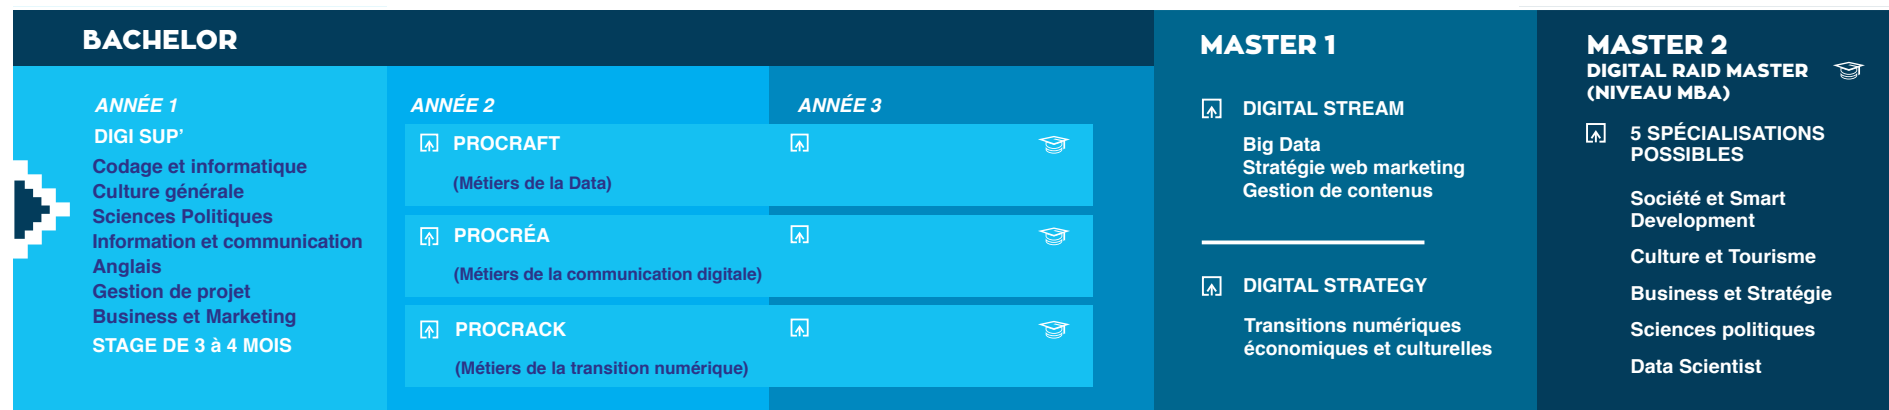 BACHELOR
ANNÉE 1
DIGI SUP'
Codage et informatique
Culture générale
Sciences Politiques
Information et communication
Anglais
Gestion de projet
Business et Marketing
STAGE DE 3 à 4 MOIS
ANNÉE 2
ANNÉE 3
PROCRAFT
(Métiers de la Data)
PROCRÉA
(Métiers de la communication digitale)
PROCRACK
(Métiers de la transition numérique)
MASTER 1
DIGITAL STREAM
Big Data
Stratégie web marketing
Gestion de contenus
DIGITAL STRATEGY
Transitions numériques
économiques et culturelles
MASTER 2
DIGITAL RAID MASTER
(NIVEAU MBA)
5 SPÉCIALISATIONS
POSSIBLES
Société et Smart
Development
Culture et Tourisme
Business et Stratégie
Sciences politiques
Data Scientist